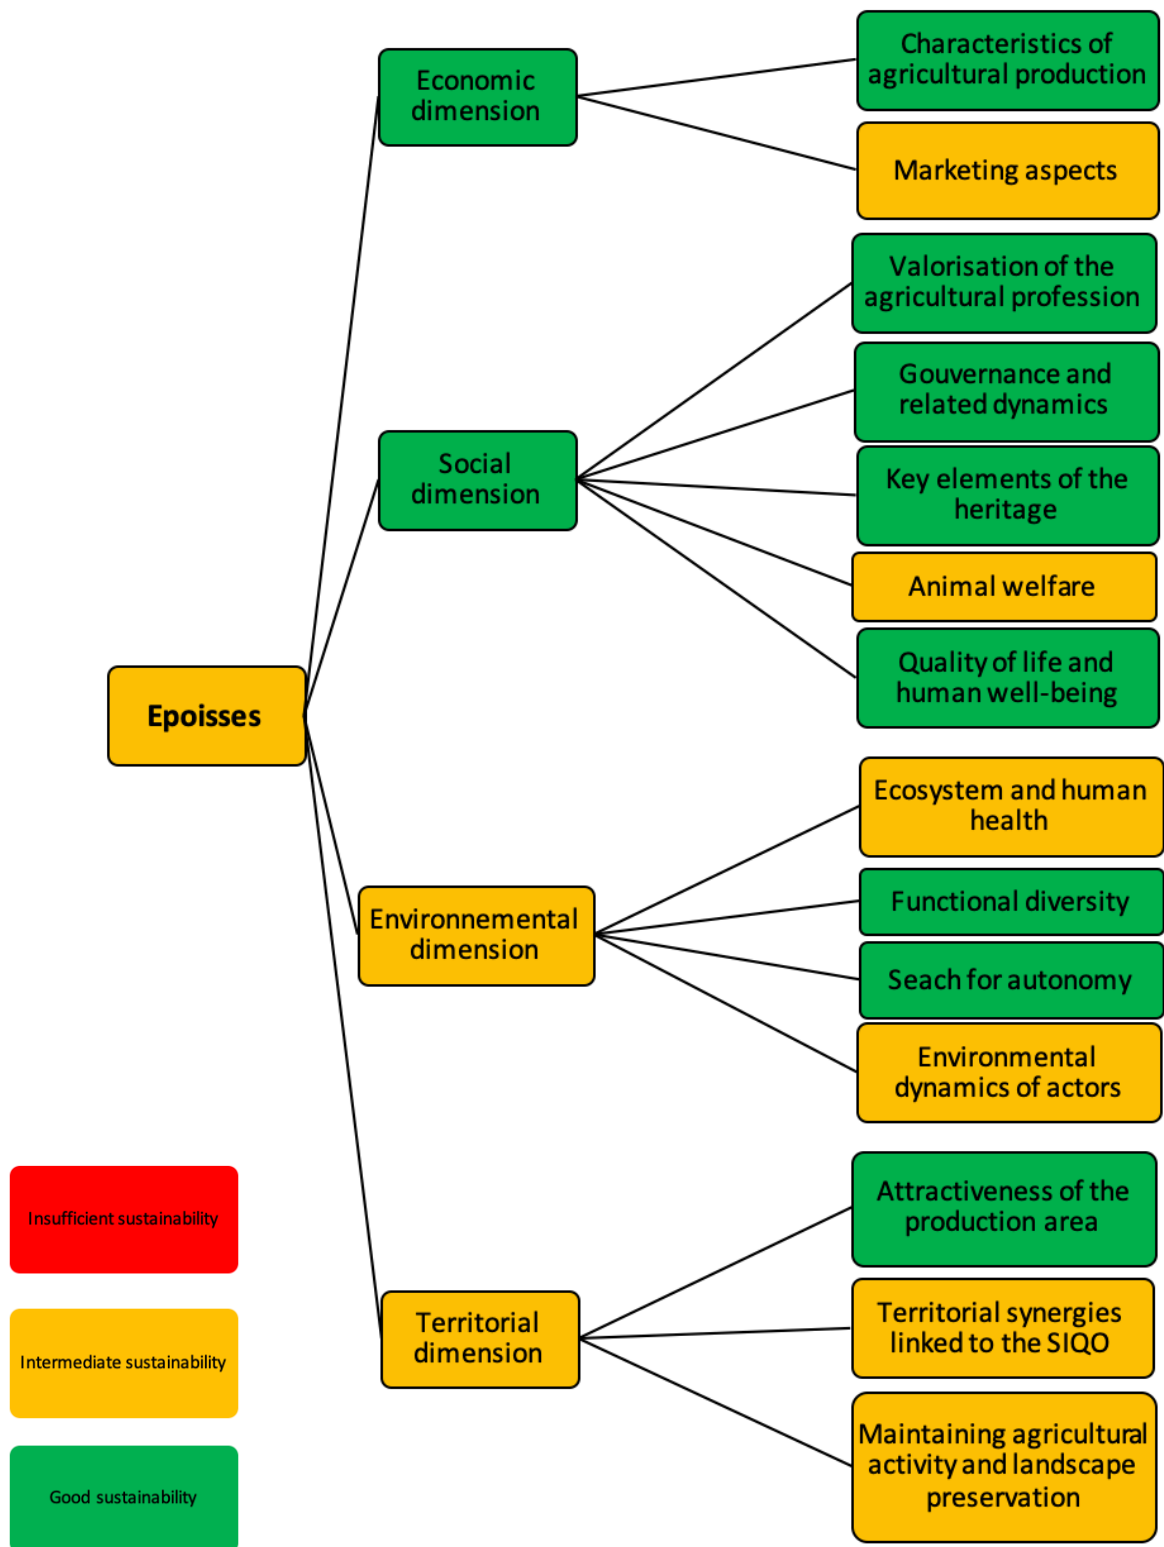 Economic
dimension
Characteristics of
agricultural production
Marketing aspects
Social
dimension
Valorisation of the
agricultural profession
Gouvernance and
related dynamics
Key elements of the
heritage
Animal welfare
Quality of life and
human well-being
Epoisses
Environnemental
dimension
Ecosystem and human
health
Functional diversity
Seach for autonomy
Environmental
dynamics of actors
Territorial
dimension
Attractiveness of the
production area
Territorial synergies
linked to the SIQO
Maintaining agricultural
activity and landscape
preservation
Insufficient sustainability
Intermediate sustainability
Good sustainability